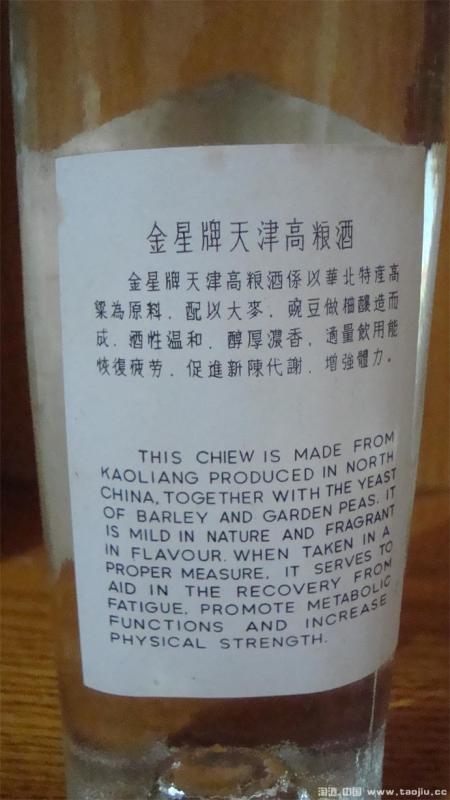 金星牌天津高粮酒
金星牌天津高粮酒係以華北特産高
粱為原料．配以大麥．豌豆做粬釀造而
成．酒性温和．醇厚濃香．適量飲用能
恢復疲劳．促進新陳代謝．增強體力。
THIS CHIEW IS MADE FROM
KAOLIANG PRODUCED IN NORTH
CHINA, TOGETHER WITH THE YEAST
OF BARLEY AND GARDEN PEAS. IT
IS MILD IN NATURE AND FRAGRANT
IN FLAVOUR. WHEN TAKEN IN A
PROPER MEASURE, IT SERVES TO
AID IN THE RECOVERY FROM
FATIGUE, PROMOTE METABOLIC
FUNCTIONS AND INCREASE
PHYSICAL STRENGTH.
淘酒.中国 www.taojiu.cc